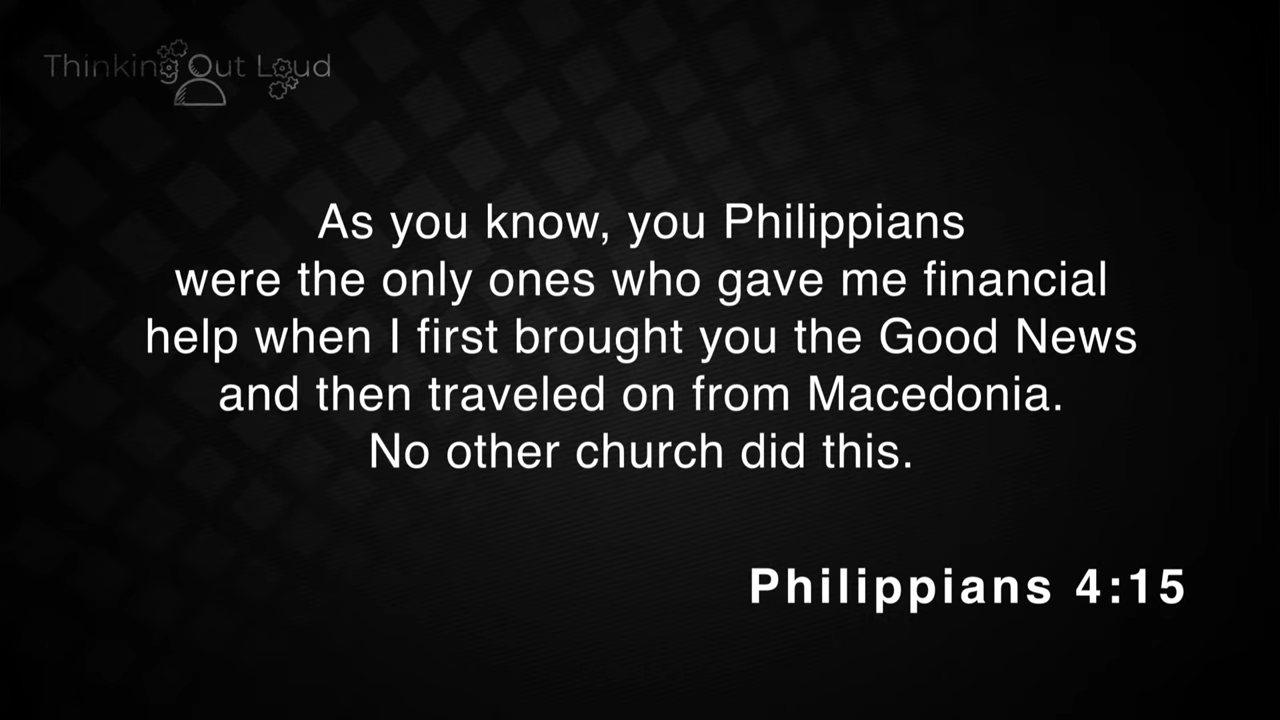 Thinking Out Loud
As you know, you Philippians
were the only ones who gave me financial
help when I first brought you the Good News
and then traveled on from Macedonia.
No other church did this.
Philippians 4:15